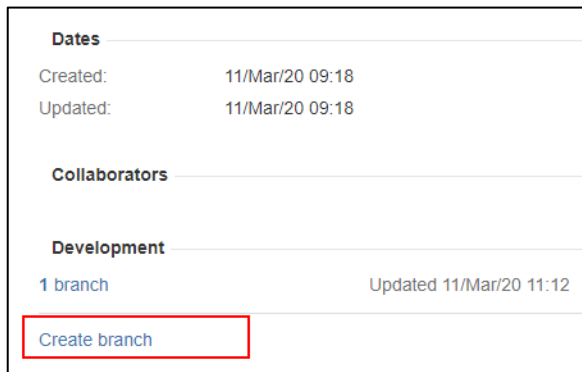 Dates
Created: 11/Mar/20 09:18
Updated: 11/Mar/20 09:18
Collaborators
Development
1 branch Updated 11/Mar/20 11:12
Create branch